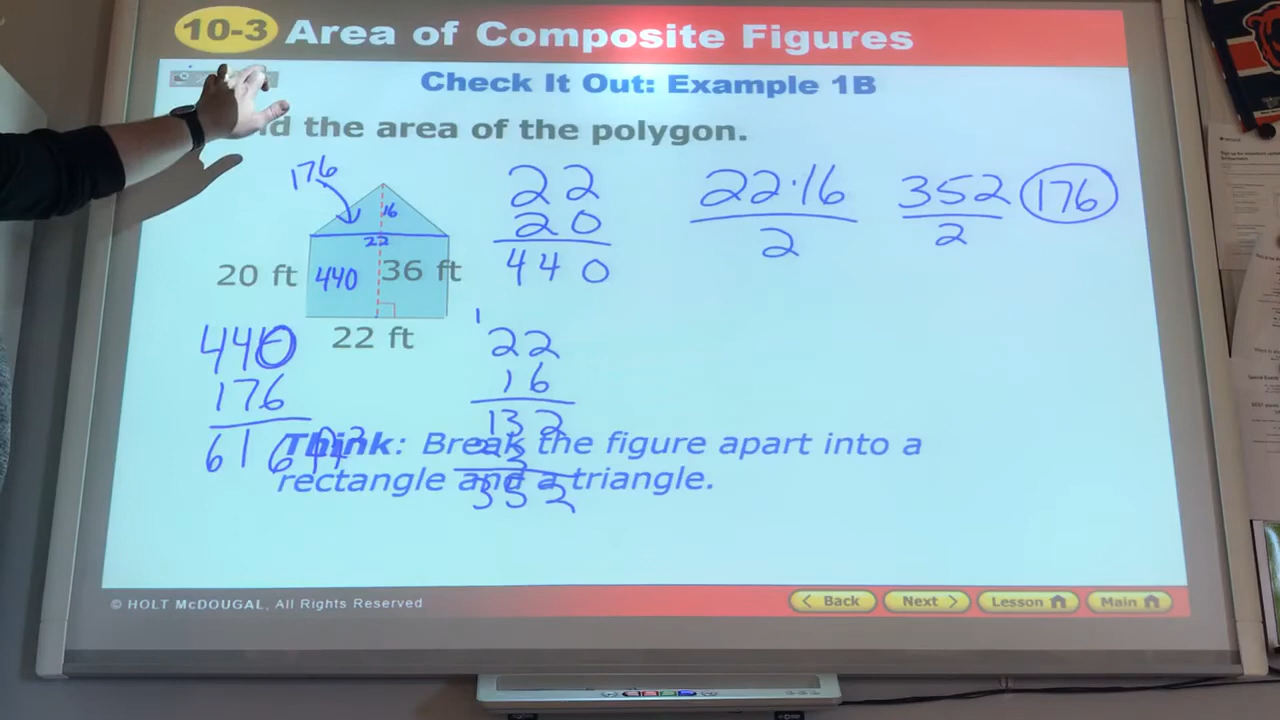 10-3 Area of Composite Figures
Check It Out: Example 1B
d the area of the polygon.
176
16
22
20 ft
440
36 ft
22 ft
22
20
440
22·16
2
352
2
176
440
176
616 ft²
1
22
16
132
352
Think: Break the figure apart into a
rectangle and a triangle.
© HOLT McDOUGAL, All Rights Reserved
< Back
Next >
Lesson
Main